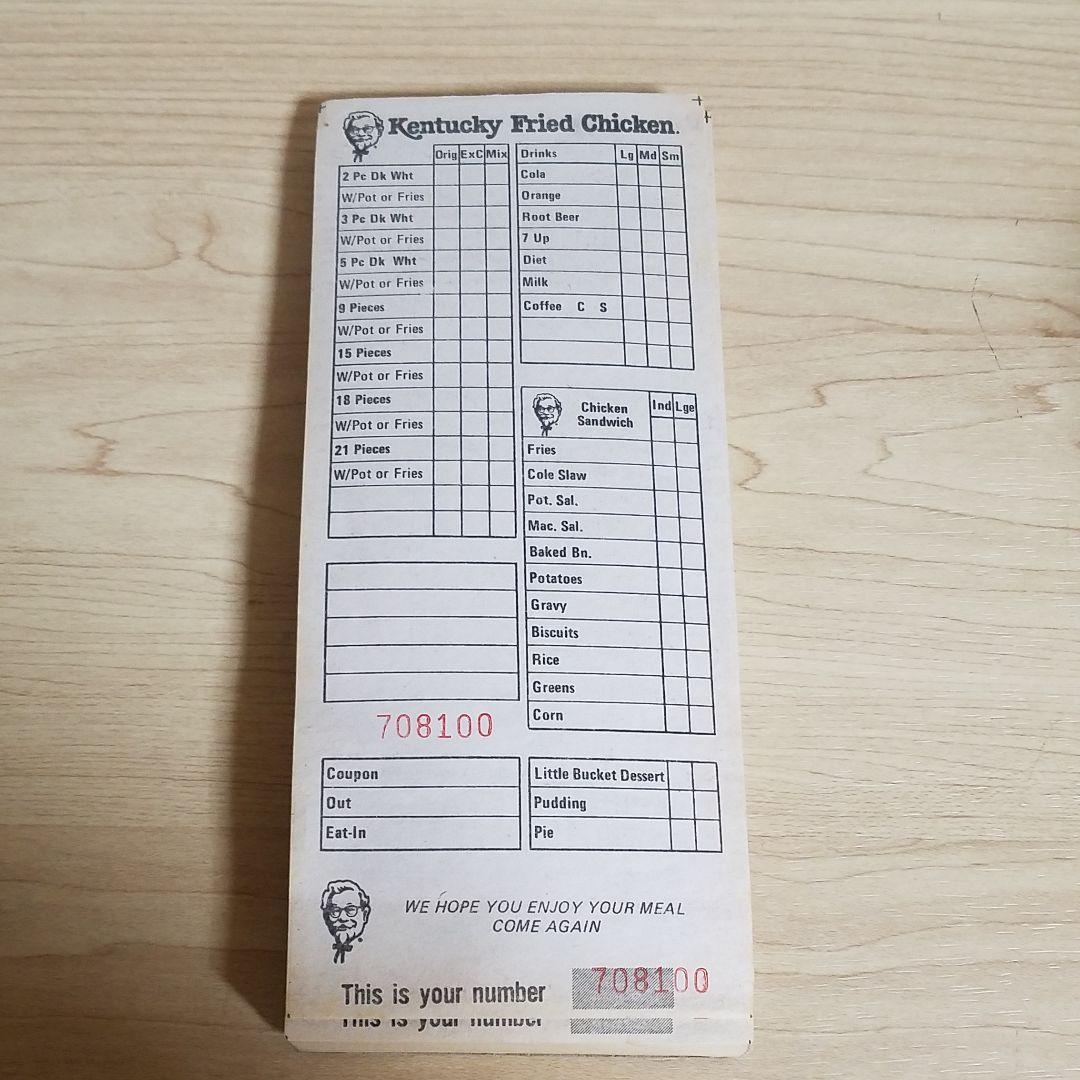 Kentucky Fried Chicken.
Orig ExC Mix
2 Pc Dk Wht
W/Pot or Fries
3 Pc Dk Wht
W/Pot or Fries
5 Pc Dk Wht
W/Pot or Fries
9 Pieces
W/Pot or Fries
15 Pieces
W/Pot or Fries
18 Pieces
W/Pot or Fries
21 Pieces
W/Pot or Fries
Drinks Lg Md Sm
Cola
Orange
Root Beer
7 Up
Diet
Milk
Coffee C S
Chicken Ind Lge
Sandwich
Fries
Cole Slaw
Pot. Sal.
Mac. Sal.
Baked Bn.
Potatoes
Gravy
Biscuits
Rice
Greens
Corn
708100
Coupon
Out
Eat-In
Little Bucket Dessert
Pudding
Pie
WE HOPE YOU ENJOY YOUR MEAL
COME AGAIN
This is your number 708100
This is your number